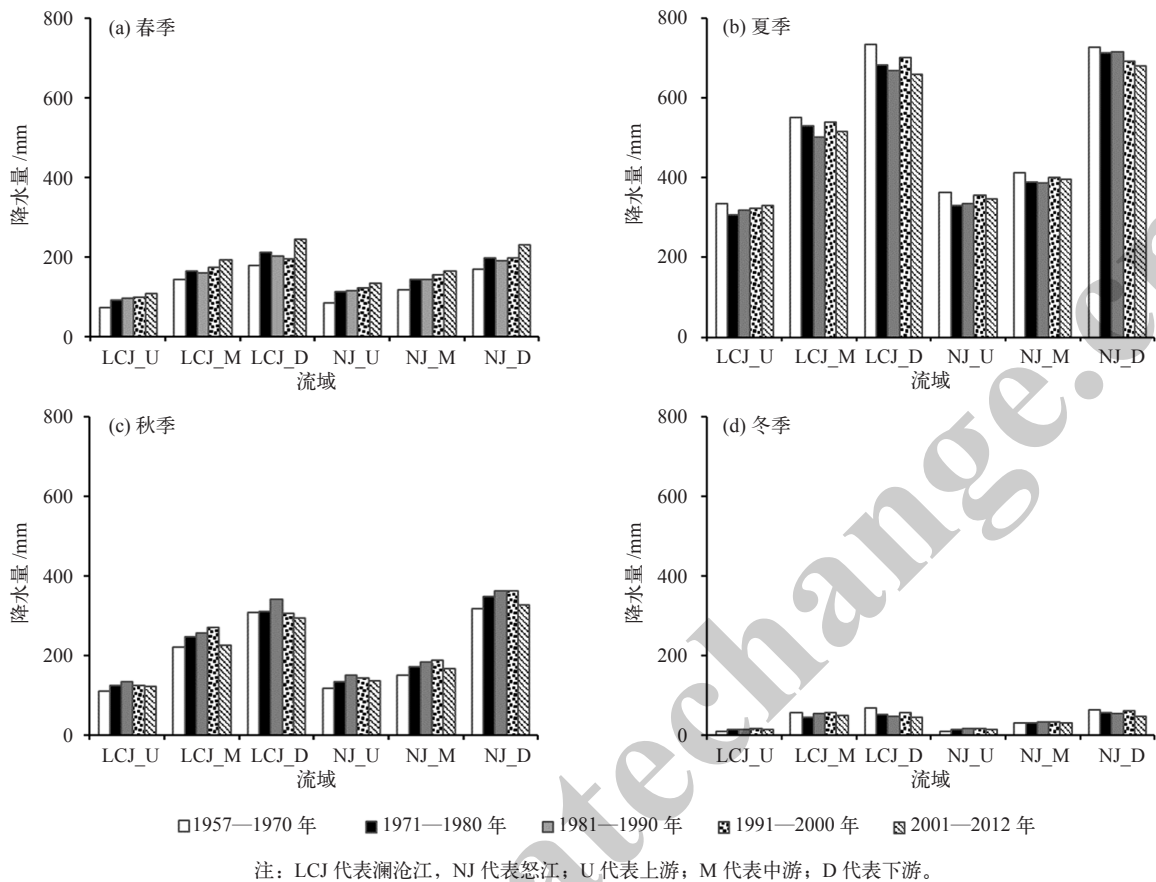 (a) 春季
800
600
400
200
0
降水量 /mm
LCJ_U LCJ_M LCJ_D NJ_U NJ_M NJ_D
流域
(b) 夏季
800
600
400
200
0
降水量 /mm
LCJ_U LCJ_M LCJ_D NJ_U NJ_M NJ_D
流域
(c) 秋季
800
600
400
200
0
降水量 /mm
LCJ_U LCJ_M LCJ_D NJ_U NJ_M NJ_D
流域
(d) 冬季
800
600
400
200
0
降水量 /mm
LCJ_U LCJ_M LCJ_D NJ_U NJ_M NJ_D
流域
1957—1970 年 1971—1980 年 1981—1990 年 1991—2000 年 2001—2012 年
注：LCJ 代表澜沧江，NJ 代表怒江；U 代表上游；M 代表中游；D 代表下游。
atechange.c